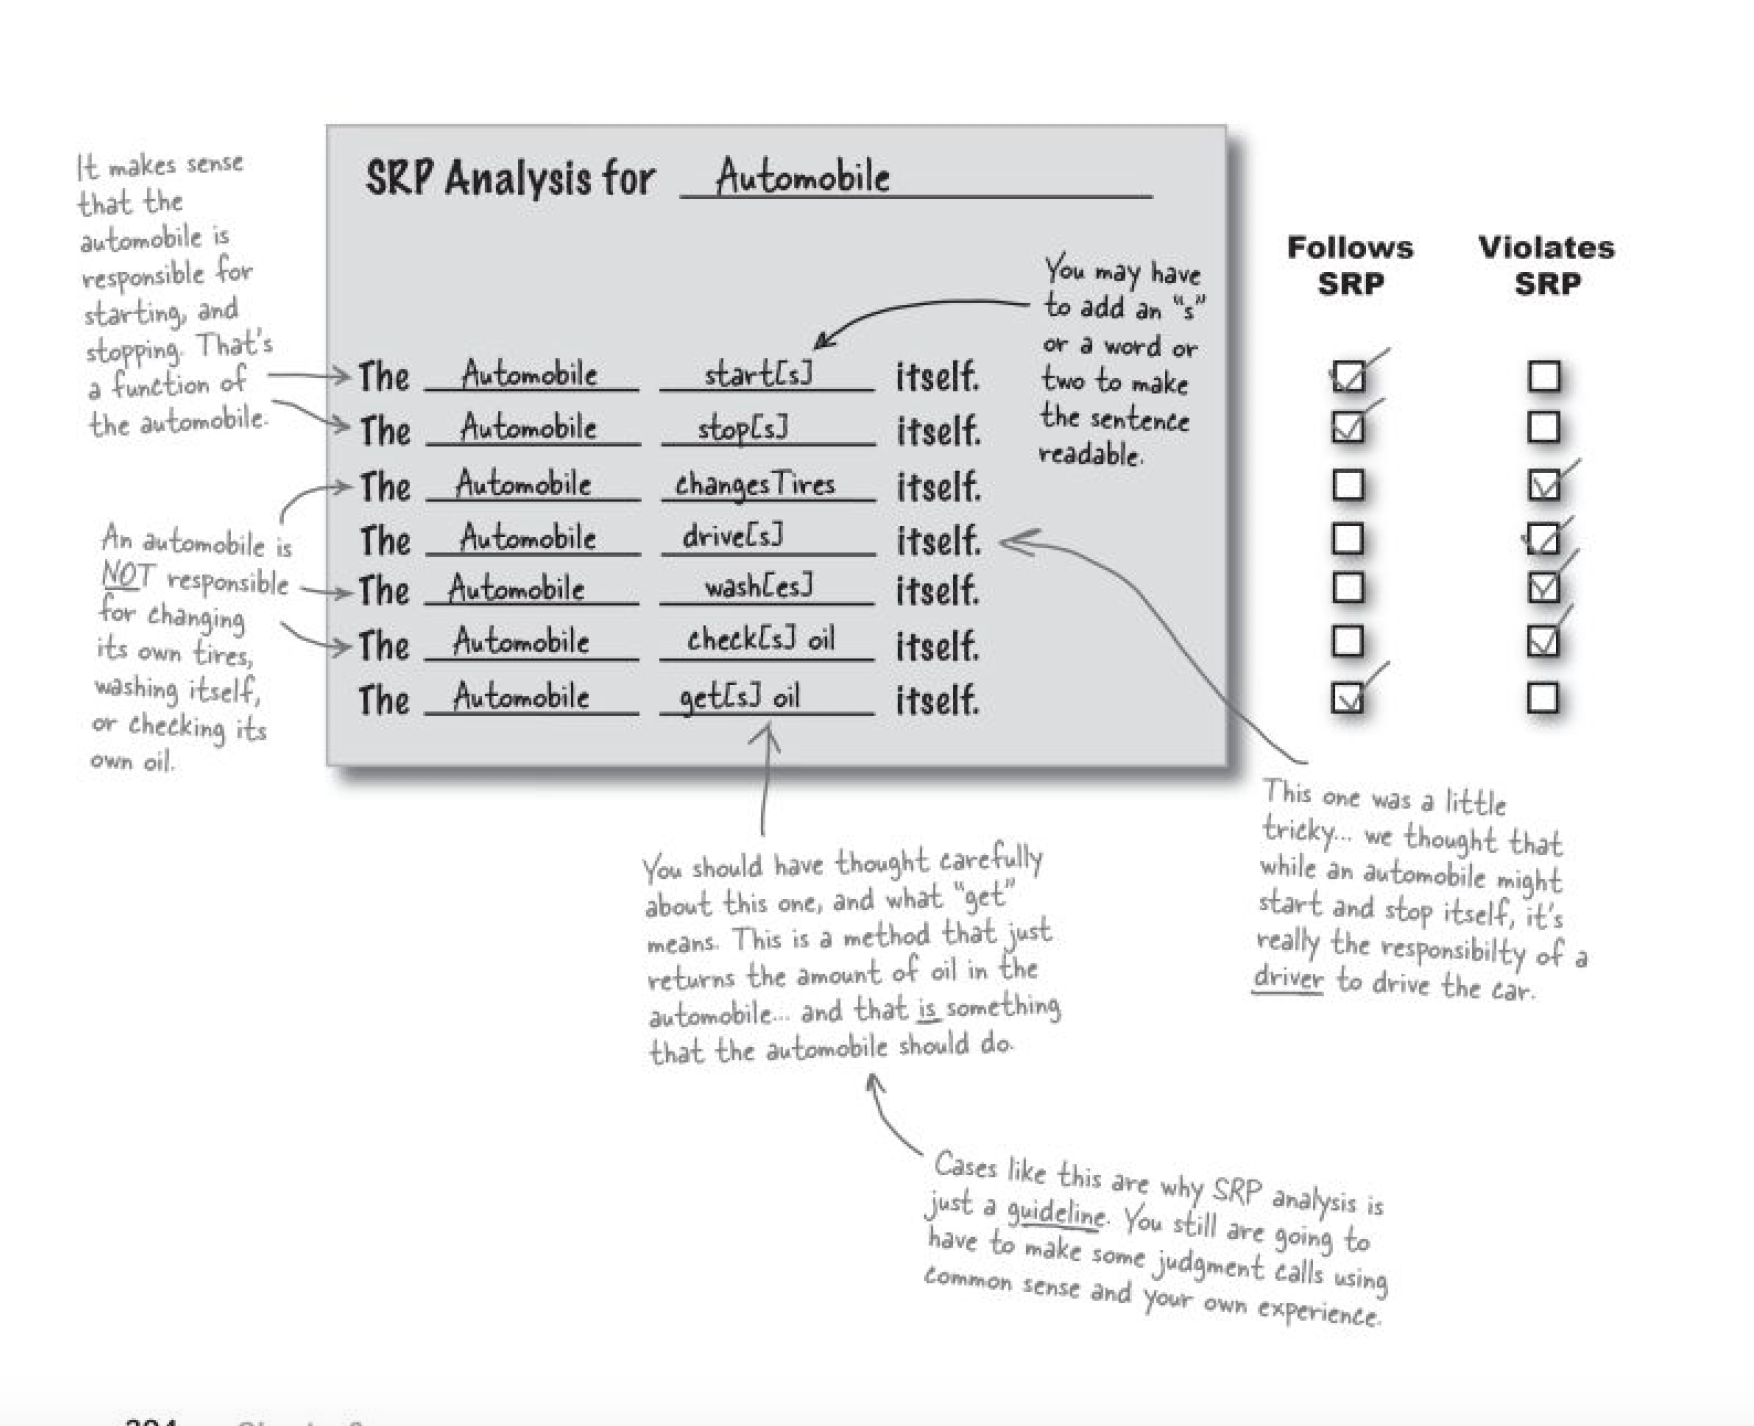 SRP Analysis for Automobile
It makes sense
that the
automobile is
responsible for
starting, and
stopping. That's
a function of
the automobile.
An automobile is
NOT responsible
for changing
its own tires,
washing itself,
or checking its
own oil.
You may have
to add an "s"
or a word or
two to make
the sentence
readable.
The Automobile start[s] itself.
The Automobile stop[s] itself.
The Automobile changesTires itself.
The Automobile drive[s] itself.
The Automobile wash[es] itself.
The Automobile check[s] oil itself.
The Automobile get[s] oil itself.
Follows
SRP
Violates
SRP
This one was a little
tricky... we thought that
while an automobile might
start and stop itself, it's
really the responsibilty of a
driver to drive the car.
You should have thought carefully
about this one, and what "get"
means. This is a method that just
returns the amount of oil in the
automobile... and that is something
that the automobile should do.
Cases like this are why SRP analysis is
just a guideline. You still are going to
have to make some judgment calls using
common sense and your own experience.